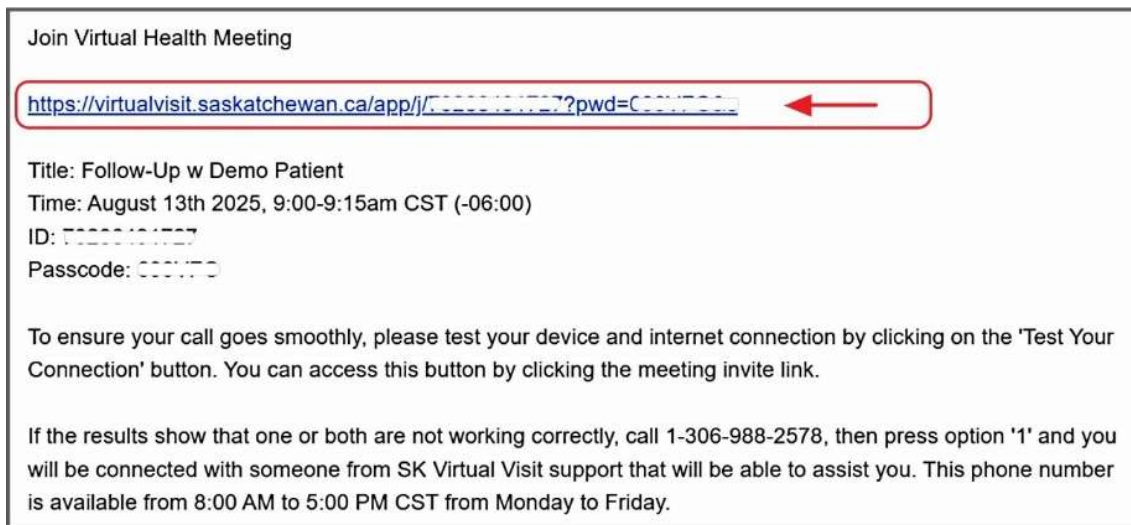 Join Virtual Health Meeting
https://virtualvisit.saskatchewan.ca/app/j/ ?pwd=
Title: Follow-Up w Demo Patient
Time: August 13th 2025, 9:00-9:15am CST (-06:00)
ID:
Passcode:
To ensure your call goes smoothly, please test your device and internet connection by clicking on the 'Test Your
Connection' button. You can access this button by clicking the meeting invite link.
If the results show that one or both are not working correctly, call 1-306-988-2578, then press option '1' and you
will be connected with someone from SK Virtual Visit support that will be able to assist you. This phone number
is available from 8:00 AM to 5:00 PM CST from Monday to Friday.